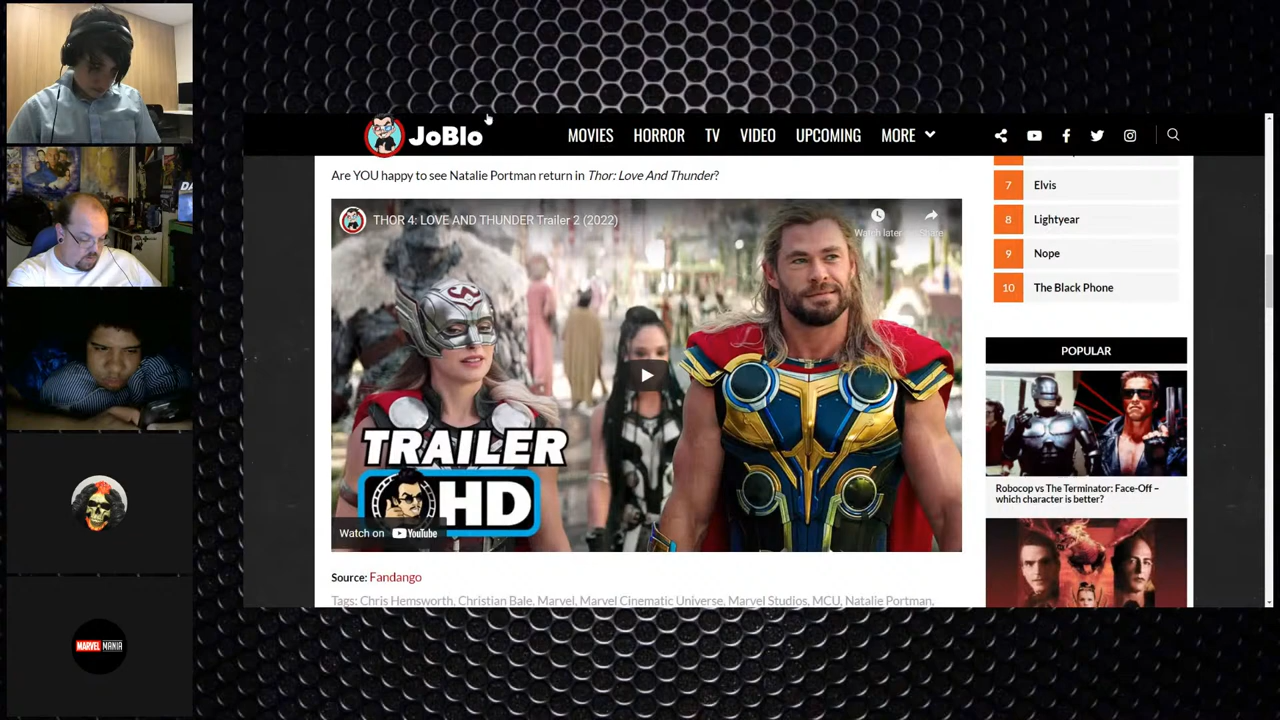 JoBlo
MOVIES HORROR TV VIDEO UPCOMING MORE
Are YOU happy to see Natalie Portman return in Thor: Love And Thunder?
THOR 4: LOVE AND THUNDER Trailer 2 (2022)
Watch later
Share
TRAILER
HD
Watch on YouTube
Source: Fandango
Tags: Chris Hemsworth, Christian Bale, Marvel, Marvel Cinematic Universe, Marvel Studios, MCU, Natalie Portman,
7 Elvis
8 Lightyear
9 Nope
10 The Black Phone
POPULAR
Robocop vs The Terminator: Face-Off –
which character is better?
MARVEL MANIA